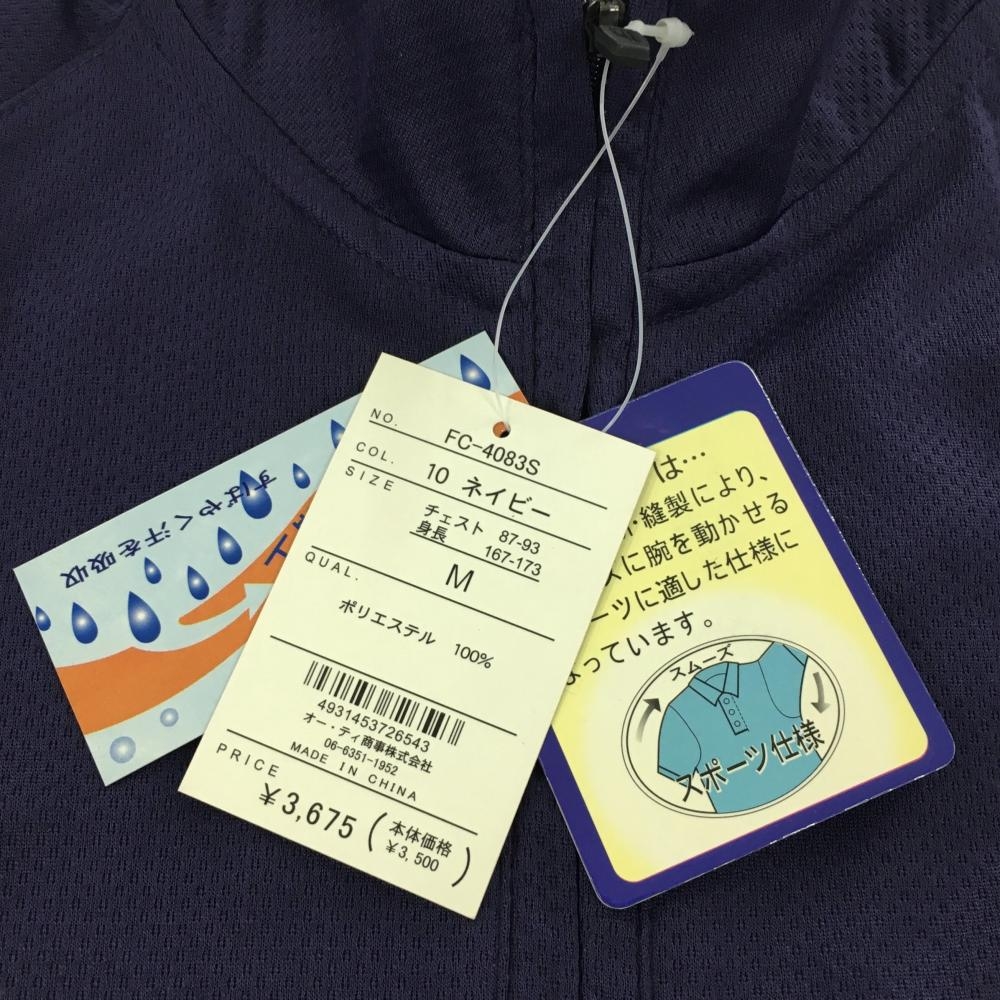 すばやく汗を吸収
NO. FC-4083S
COL. 10 ネイビー
SIZE
チェスト 87-93
身長 167-173
M
QUAL.
ポリエステル 100%
4931453726543
オー・ティ商事株式会社
06-6351-1952
MADE IN CHINA
PRICE
¥3,675 (本体価格 ¥3,500)
は…
縫製により、
に腕を動かせる
ーツに適した仕様に
っています。
スムーズ
スポーツ仕様